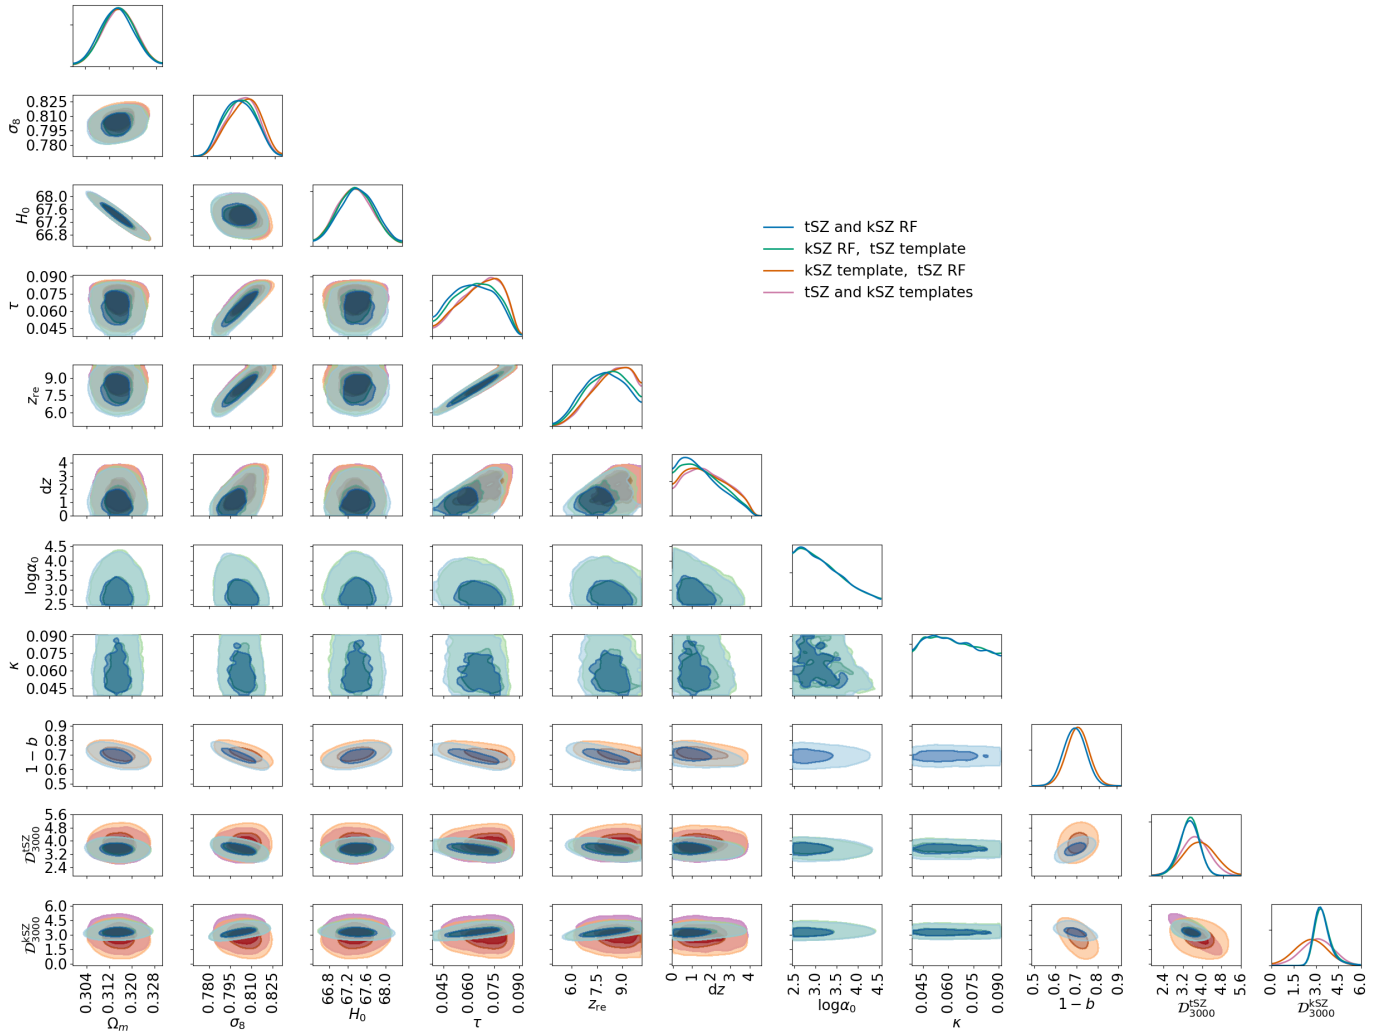 0.825
0.810
0.795
0.780
σ₈
68.0
67.6
67.2
66.8
H₀
tSZ and kSZ RF
kSZ RF, tSZ template
kSZ template, tSZ RF
tSZ and kSZ templates
0.090
0.075
0.060
0.045
τ
9.0
7.5
6.0
z_re
4
3
2
1
0
dz
4.5
4.0
3.5
3.0
2.5
logα₀
0.090
0.075
0.060
0.045
κ
0.9
0.8
0.7
0.6
0.5
1 − b
5.6
4.8
4.0
3.2
2.4
𝒟^tSZ_3000
6.0
4.5
3.0
1.5
0.0
𝒟^kSZ_3000
0.304 0.312 0.320 0.328 0.780 0.795 0.810 0.825 66.8 67.2 67.6 68.0 0.045 0.060 0.075 0.090 6.0 7.5 9.0 0 1 2 3 4 2.5 3.0 3.5 4.0 4.5 0.045 0.060 0.075 0.090 0.5 0.6 0.7 0.8 0.9 2.4 3.2 4.0 4.8 5.6 0.0 1.5 3.0 4.5 6.0
Ω_m σ₈ H₀ τ z_re dz logα₀ κ 1 − b 𝒟^tSZ_3000 𝒟^kSZ_3000